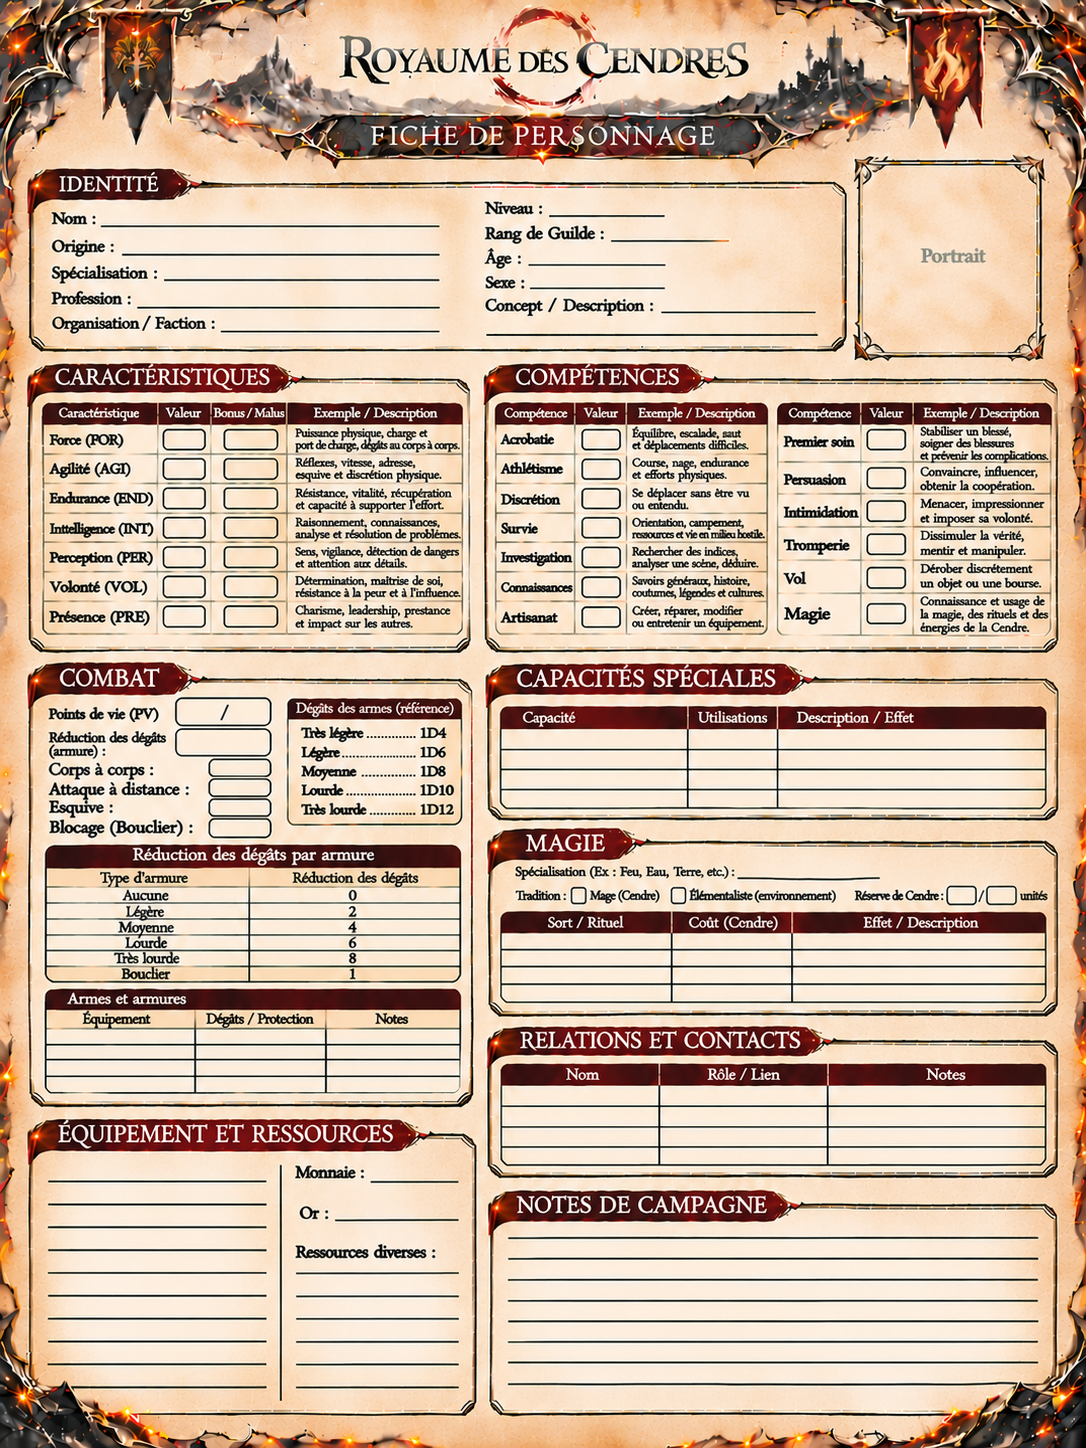 ROYAUME DES CENDRES
FICHE DE PERSONNAGE
IDENTITÉ
Nom :
Origine :
Spécialisation :
Profession :
Organisation / Faction :
Niveau :
Rang de Guilde :
Âge :
Sexe :
Concept / Description :
Portrait
CARACTÉRISTIQUES
Caractéristique Valeur Bonus / Malus Exemple / Description
Force (FOR) Puissance physique, charge et
port de charge, dégâts au corps à corps.
Agilité (AGI) Réflexes, vitesse, adresse,
esquive et discrétion physique.
Endurance (END) Résistance, vitalité, récupération
et capacité à supporter l'effort.
Inttelligence (INT) Raisonnement, connaissances,
analyse et résolution de problèmes.
Perception (PER) Sens, vigilance, détection de dangers
et attention aux détails.
Volonté (VOL) Détermination, maîtrise de soi,
résistance à la peur et à l'influence.
Présence (PRE) Charisme, leadership, prestance
et impact sur les autres.
COMPÉTENCES
Compétence Valeur Exemple / Description
Acrobatie Équilibre, escalade, saut
et déplacements difficiles.
Athlétisme Course, nage, endurance
et efforts physiques.
Discrétion Se déplacer sans être vu
ou entendu.
Survie Orientation, campement,
ressources et vie en milieu hostile.
Investigation Rechercher des indices,
analyser une scène, déduire.
Connaissances Savoirs généraux, histoire,
coutumes, légendes et cultures.
Artisanat Créer, réparer, modifier
ou entretenir un équipement.
Compétence Valeur Exemple / Description
Premier soin Stabiliser un blessé,
soigner des blessures
et prévenir les complications.
Persuasion Convaincre, influencer,
obtenir la coopération.
Intimidation Menacer, impressionner
et imposer sa volonté.
Tromperie Dissimuler la vérité,
mentir et manipuler.
Vol Dérober discrétement
un objet ou une bourse.
Magie Connaissance et usage de
la magie, des rituels et des
énergies de la Cendre.
COMBAT
Points de vie (PV) /
Réduction des dégâts
(armure) :
Corps à corps :
Attaque à distance :
Esquive :
Blocage (Bouclier) :
Dégâts des armes (référence)
Très légère ............ 1D4
Légère .................. 1D6
Moyenne .............. 1D8
Lourde .................. 1D10
Très lourde ........... 1D12
Réduction des dégâts par armure
Type d'armure Réduction des dégâts
Aucune 0
Légère 2
Moyenne 4
Lourde 6
Très lourde 8
Bouclier 1
Armes et armures
Équipement Dégâts / Protection Notes
CAPACITÉS SPÉCIALES
Capacité Utilisations Description / Effet
MAGIE
Spécialisation (Ex : Feu, Eau, Terre, etc.) :
Tradition : Mage (Cendre) Élémentaliste (environnement) Réserve de Cendre : / unités
Sort / Rituel Coût (Cendre) Effet / Description
RELATIONS ET CONTACTS
Nom Rôle / Lien Notes
ÉQUIPEMENT ET RESSOURCES
Monnaie :
Or :
Ressources diverses :
NOTES DE CAMPAGNE